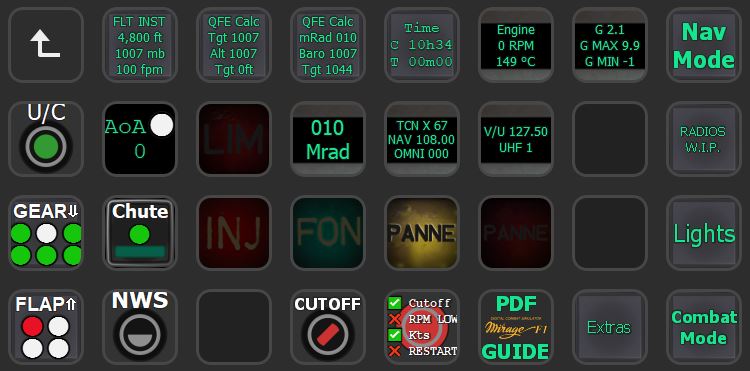 FLT INST
4,800 ft
1007 mb
100 fpm
QFE Calc
Tgt 1007
Alt 1007
Tgt 0ft
QFE Calc
mRad 010
Baro 1007
Tgt 1044
Time
C 10h34
T 00m00
Engine
0 RPM
149 °C
G 2.1
G MAX 9.9
G MIN -1
Nav
Mode
U/C
AoA
0
LIM
010
Mrad
TCN X 67
NAV 108.00
OMNI 000
V/U 127.50
UHF 1
RADIOS
W.I.P.
GEAR⇓
Chute
INJ
FON
PANNE
PANNE
Lights
FLAP⇑
NWS
CUTOFF
Cutoff
RPM LOW
Kts
RESTART
PDF
DIGITAL COMBAT SIMULATOR
Mirage-F1
GUIDE
Extras
Combat
Mode